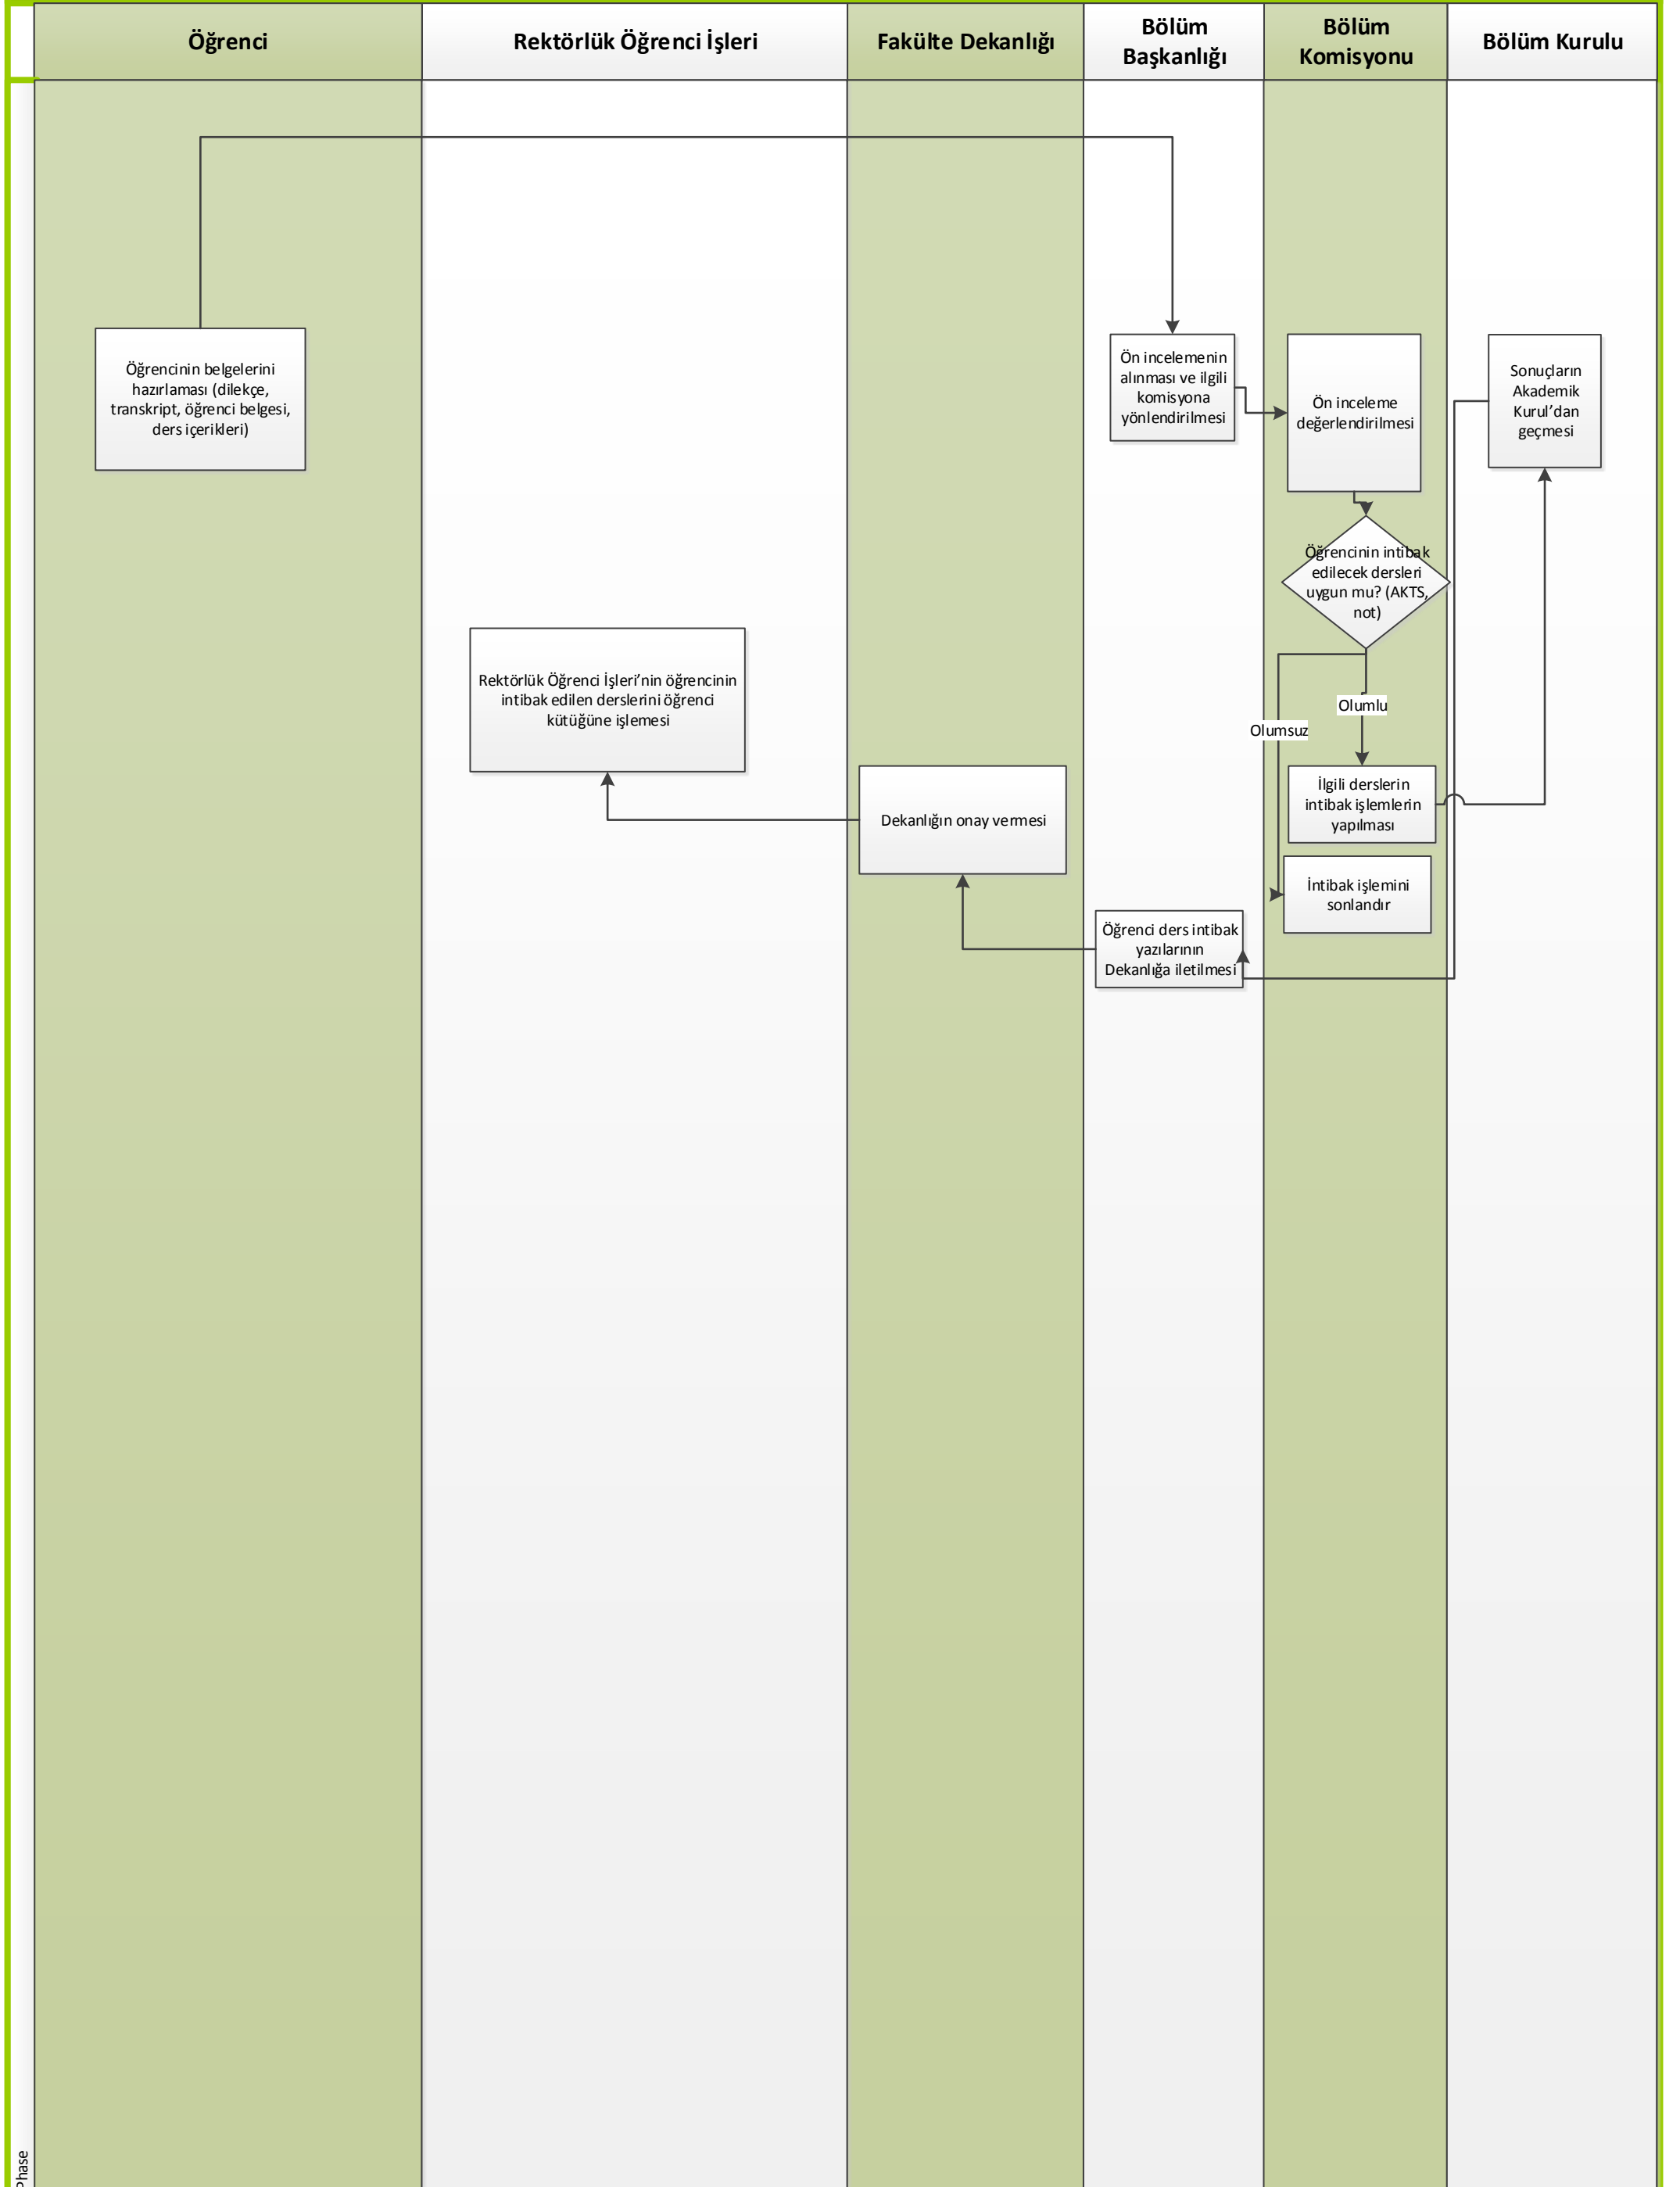 Öğrenci
Rektörlük Öğrenci İşleri
Fakülte Dekanlığı
Bölüm
Başkanlığı
Bölüm
Komisyonu
Bölüm Kurulu
Öğrencinin belgelerini
hazırlaması (dilekçe,
transkript, öğrenci belgesi,
ders içerikleri)
Ön incelemenin
alınması ve ilgili
komisyona
yönlendirilmesi
Ön inceleme
değerlendirilmesi
Sonuçların
Akademik
Kurul’dan
geçmesi
Öğrencinin intibak
edilecek dersleri
uygun mu? (AKTS,
not)
Rektörlük Öğrenci İşleri’nin öğrencinin
intibak edilen derslerini öğrenci
kütüğüne işlemesi
Olumlu
Olumsuz
İlgili derslerin
intibak işlemlerin
yapılması
Dekanlığın onay vermesi
İntibak işlemini
sonlandır
Öğrenci ders intibak
yazılarının
Dekanlığa iletilmesi
Phase